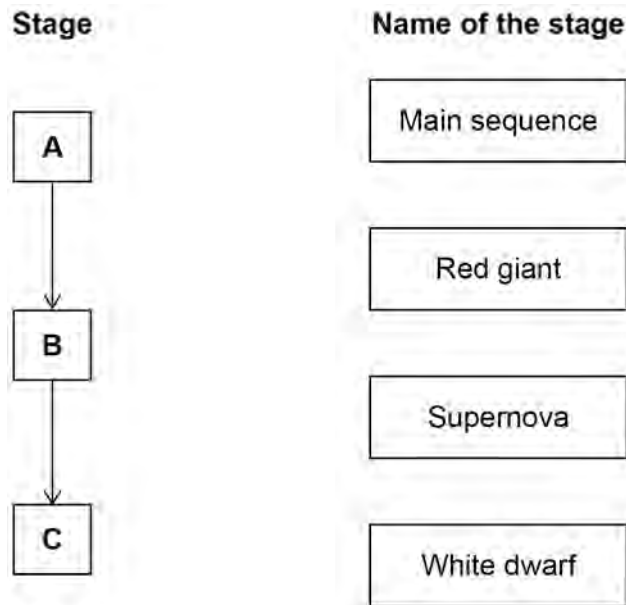 Stage
Name of the stage
A
Main sequence
Red giant
B
Supernova
C
White dwarf